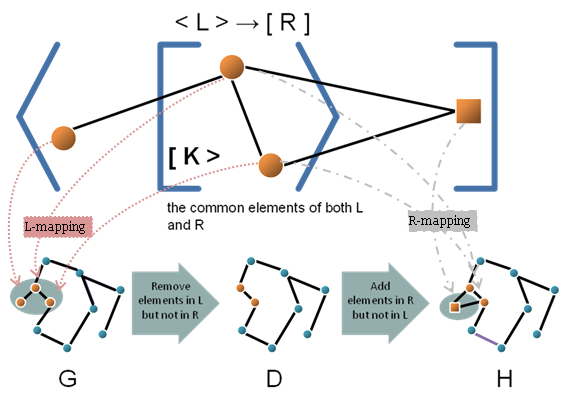 < L > → [ R ]
[ K >
the common elements of both L
and R
L-mapping
R-mapping
Remove
elements in L
but not in R
Add
elements in R
but not in L
G
D
H